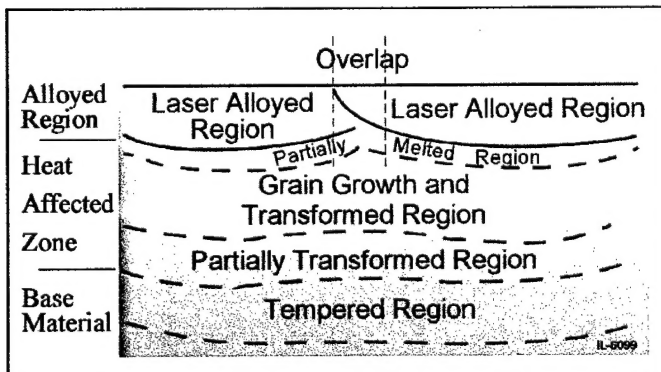 Overlap
Alloyed
Region
Laser Alloyed
Region
Laser Alloyed Region
Partially Melted Region
Heat
Affected
Zone
Grain Growth and
Transformed Region
Partially Transformed Region
Base
Material
Tempered Region
IL-6099